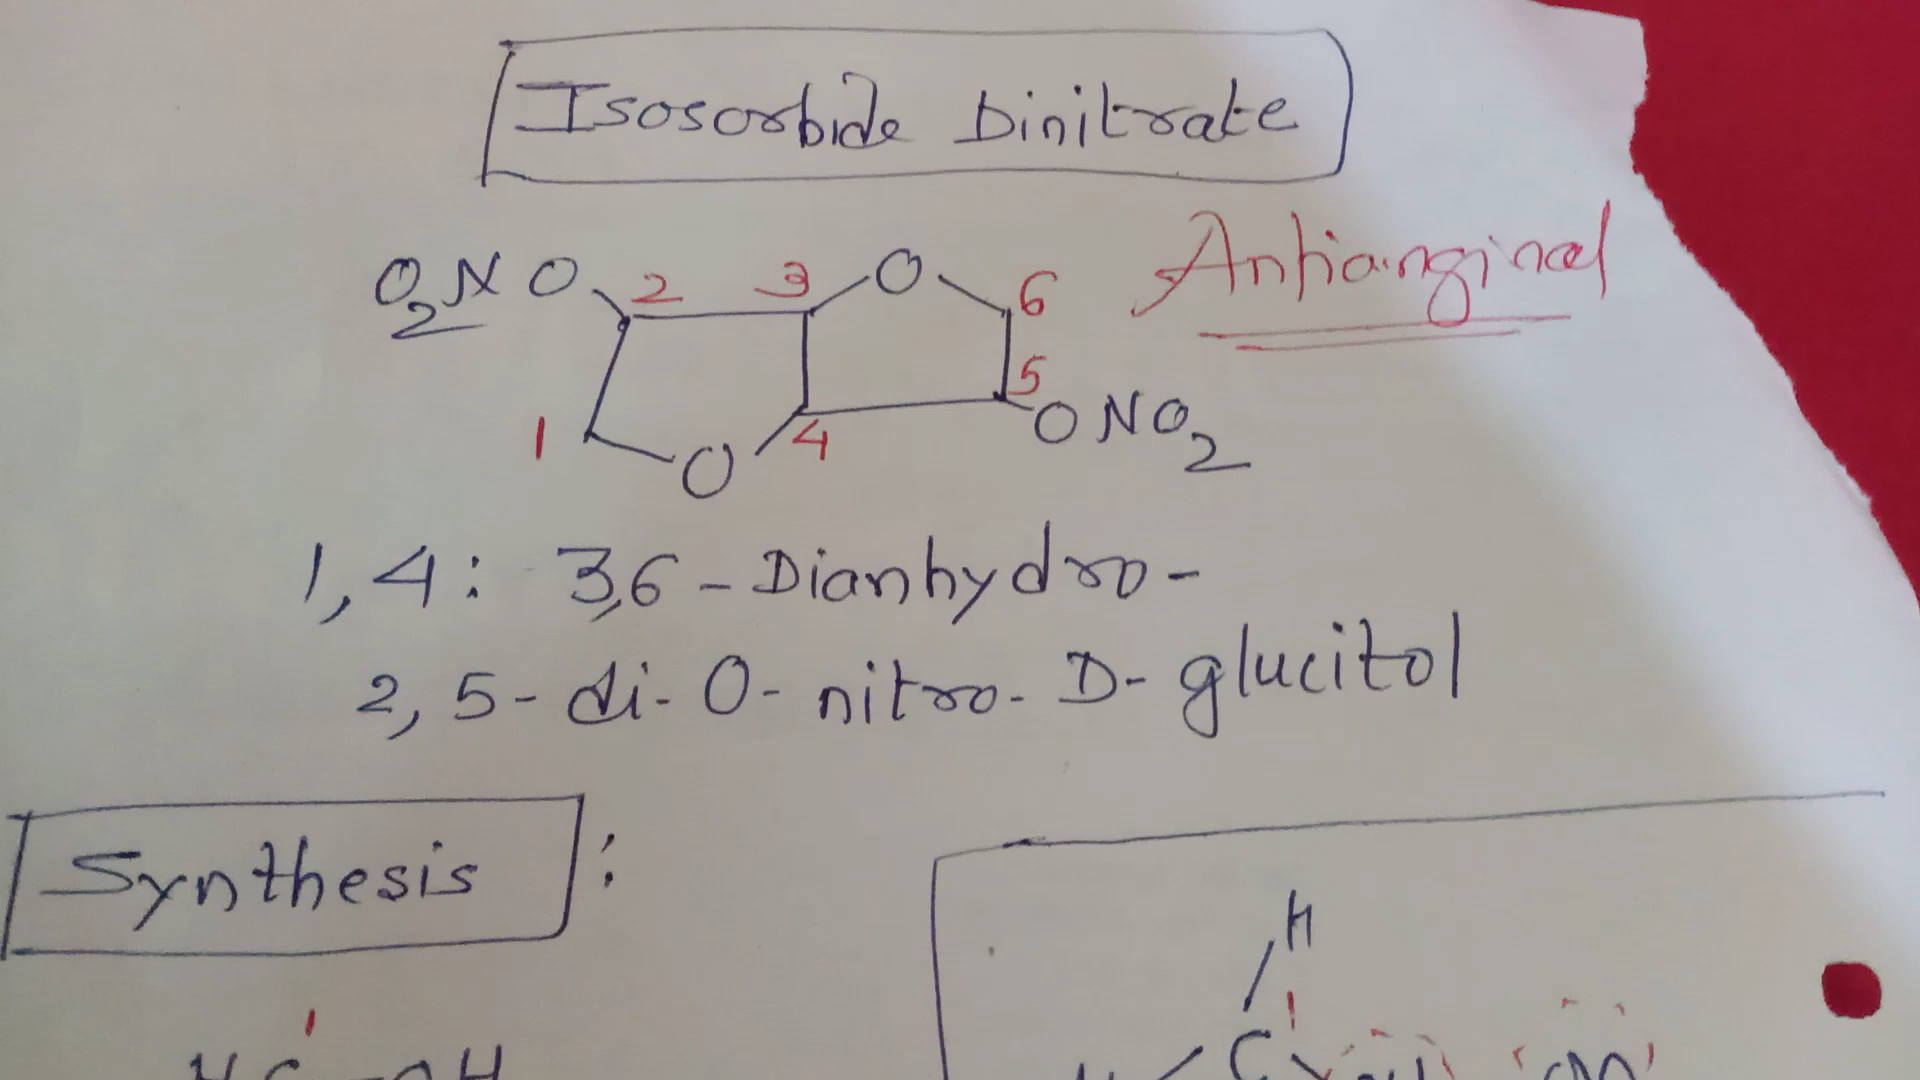 Isosorbide Dinitrate
Antianginal
O2NO 2 3 O 6
5
1 O 4 ONO2
1,4: 3,6-Dianhydro-
2,5-di-O-nitro-D-glucitol
Synthesis :
H
1
C